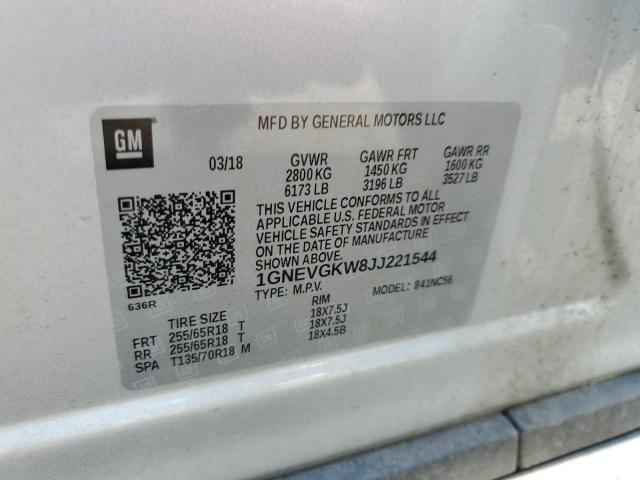 GM
MFD BY GENERAL MOTORS LLC
03/18 GVWR GAWR FRT GAWR RR
2800 KG 1450 KG 1600 KG
6173 LB 3196 LB 3527 LB
THIS VEHICLE CONFORMS TO ALL
APPLICABLE U.S. FEDERAL MOTOR
VEHICLE SAFETY STANDARDS IN EFFECT
ON THE DATE OF MANUFACTURE
SHOWN ABOVE.
1GNEVGKW8JJ221544
TYPE: M.P.V. MODEL: 841NC56
636R
TIRE SIZE RIM
FRT 255/65R18 T 18X7.5J
RR 255/65R18 T 18X7.5J
SPA T135/70R18 M 18X4.5B